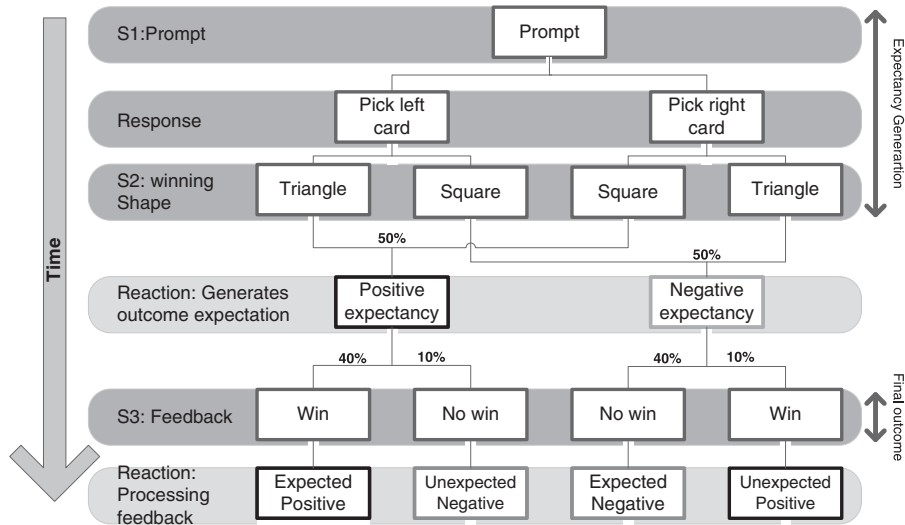 S1:Prompt
Prompt
Response
Pick left
card
Pick right
card
S2: winning
Shape
Triangle
Square
Square
Triangle
50%
50%
Reaction: Generates
outcome expectation
Positive
expectancy
Negative
expectancy
40%
10%
40%
10%
S3: Feedback
Win
No win
No win
Win
Reaction:
Processing
feedback
Expected
Positive
Unexpected
Negative
Expected
Negative
Unexpected
Positive
Time
Expectancy Generartion
Final outcome